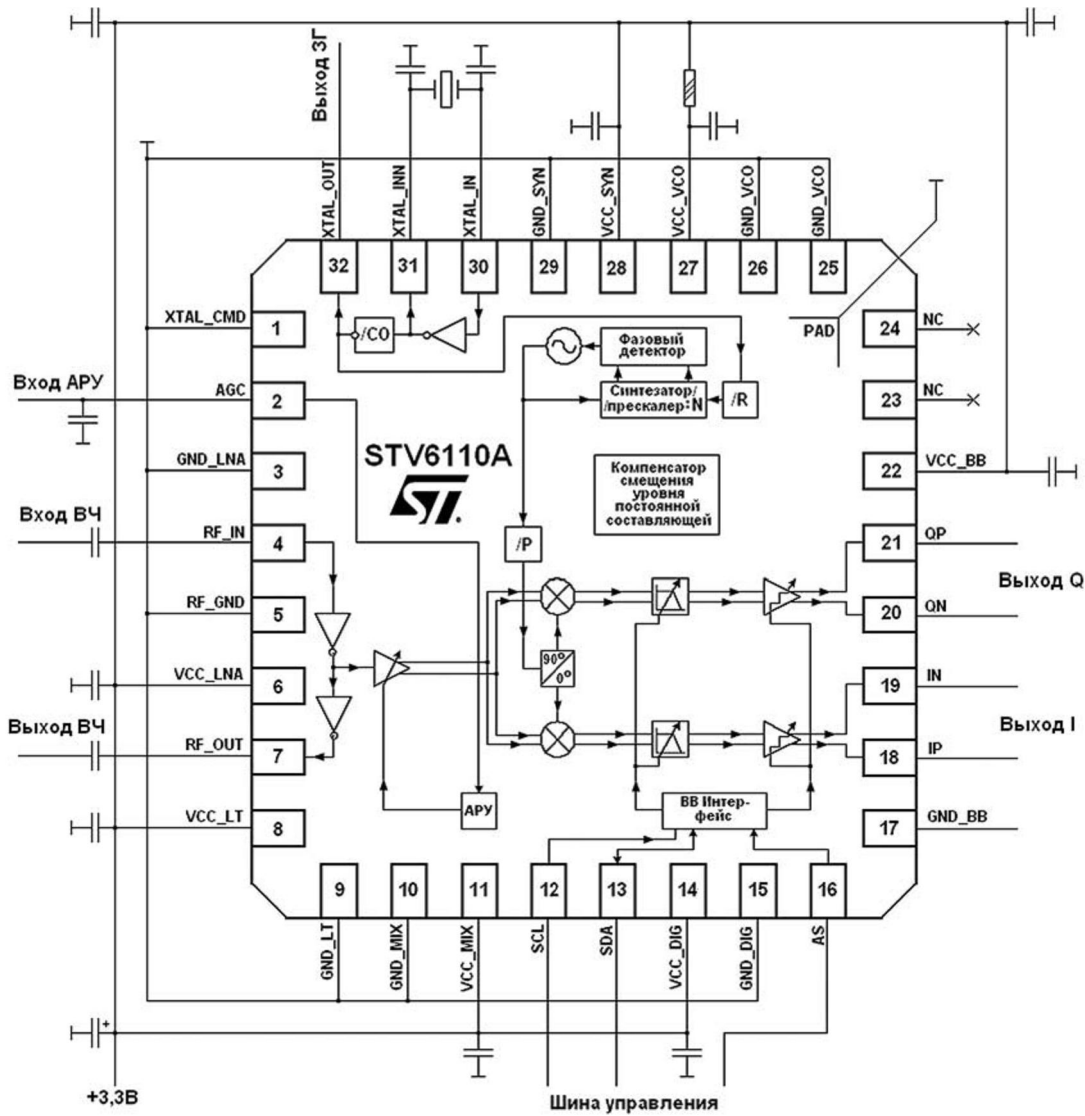 Выход ЗГ
XTAL_OUT
XTAL_INN
XTAL_IN
GND_SYN
VCC_SYN
VCC_VCO
GND_VCO
GND_VCO
32
31
30
29
28
27
26
25
XTAL_CMD
1
/CO
Фазовый
детектор
Синтезатор/
/прескалер:N
/R
PAD
24
NC
Вход АРУ
AGC
2
23
NC
GND_LNA
3
STV6110A
ST
Компенсатор
смещения
уровня
постоянной
составляющей
22
VCC_BB
Вход ВЧ
RF_IN
4
/P
21
QP
Выход Q
RF_GND
5
20
QN
VCC_LNA
6
90°
0°
19
IN
Выход ВЧ
RF_OUT
7
18
IP
Выход I
VCC_LT
8
АРУ
ВВ Интер-
фейс
17
GND_BB
9
10
11
12
13
14
15
16
GND_LT
GND_MIX
VCC_MIX
SCL
SDA
VCC_DIG
GND_DIG
AS
+
+3,3В
Шина управления